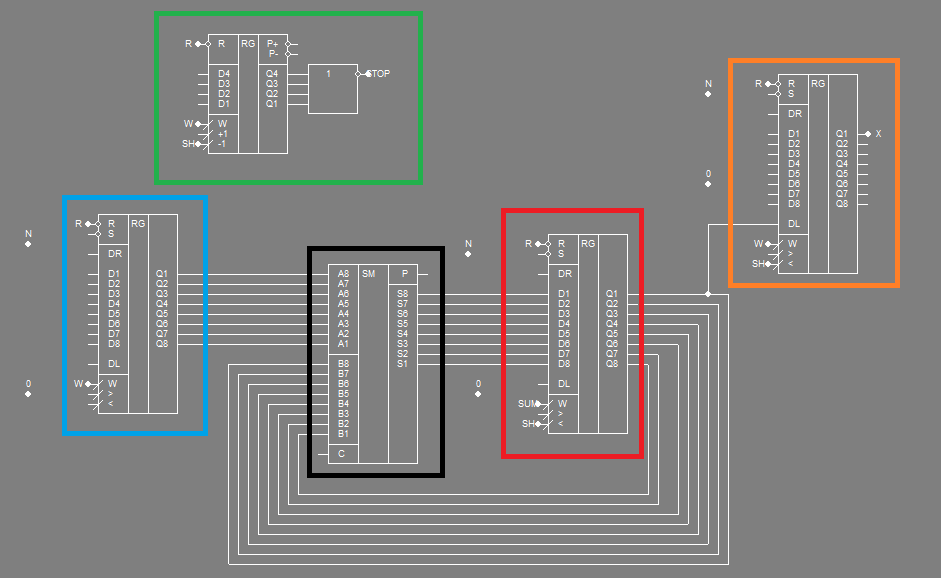 R R RG P+
P-
D4 Q4 1 STOP
D3 Q3
D2 Q2
D1 Q1
W W
+1
SH -1
N R R RG
S
DR
D1 Q1 X
D2 Q2
D3 Q3
D4 Q4
D5 Q5
0 D6 Q6
D7 Q7
D8 Q8
DL
W W
>
SH <
N R R RG
S
DR
D1 Q1
D2 Q2
D3 Q3
D4 Q4
D5 Q5
D6 Q6
D7 Q7
D8 Q8
DL
0 W W
>
<
A8 SM P
A7
A6 S8
A5 S7
A4 S6
A3 S5
A2 S4
A1 S3
S2
B8 S1
B7
B6
B5
B4
B3
B2
B1
C
N R R RG
S
DR
D1 Q1
D2 Q2
D3 Q3
D4 Q4
D5 Q5
D6 Q6
D7 Q7
D8 Q8
0 DL
SUM W
>
SH <